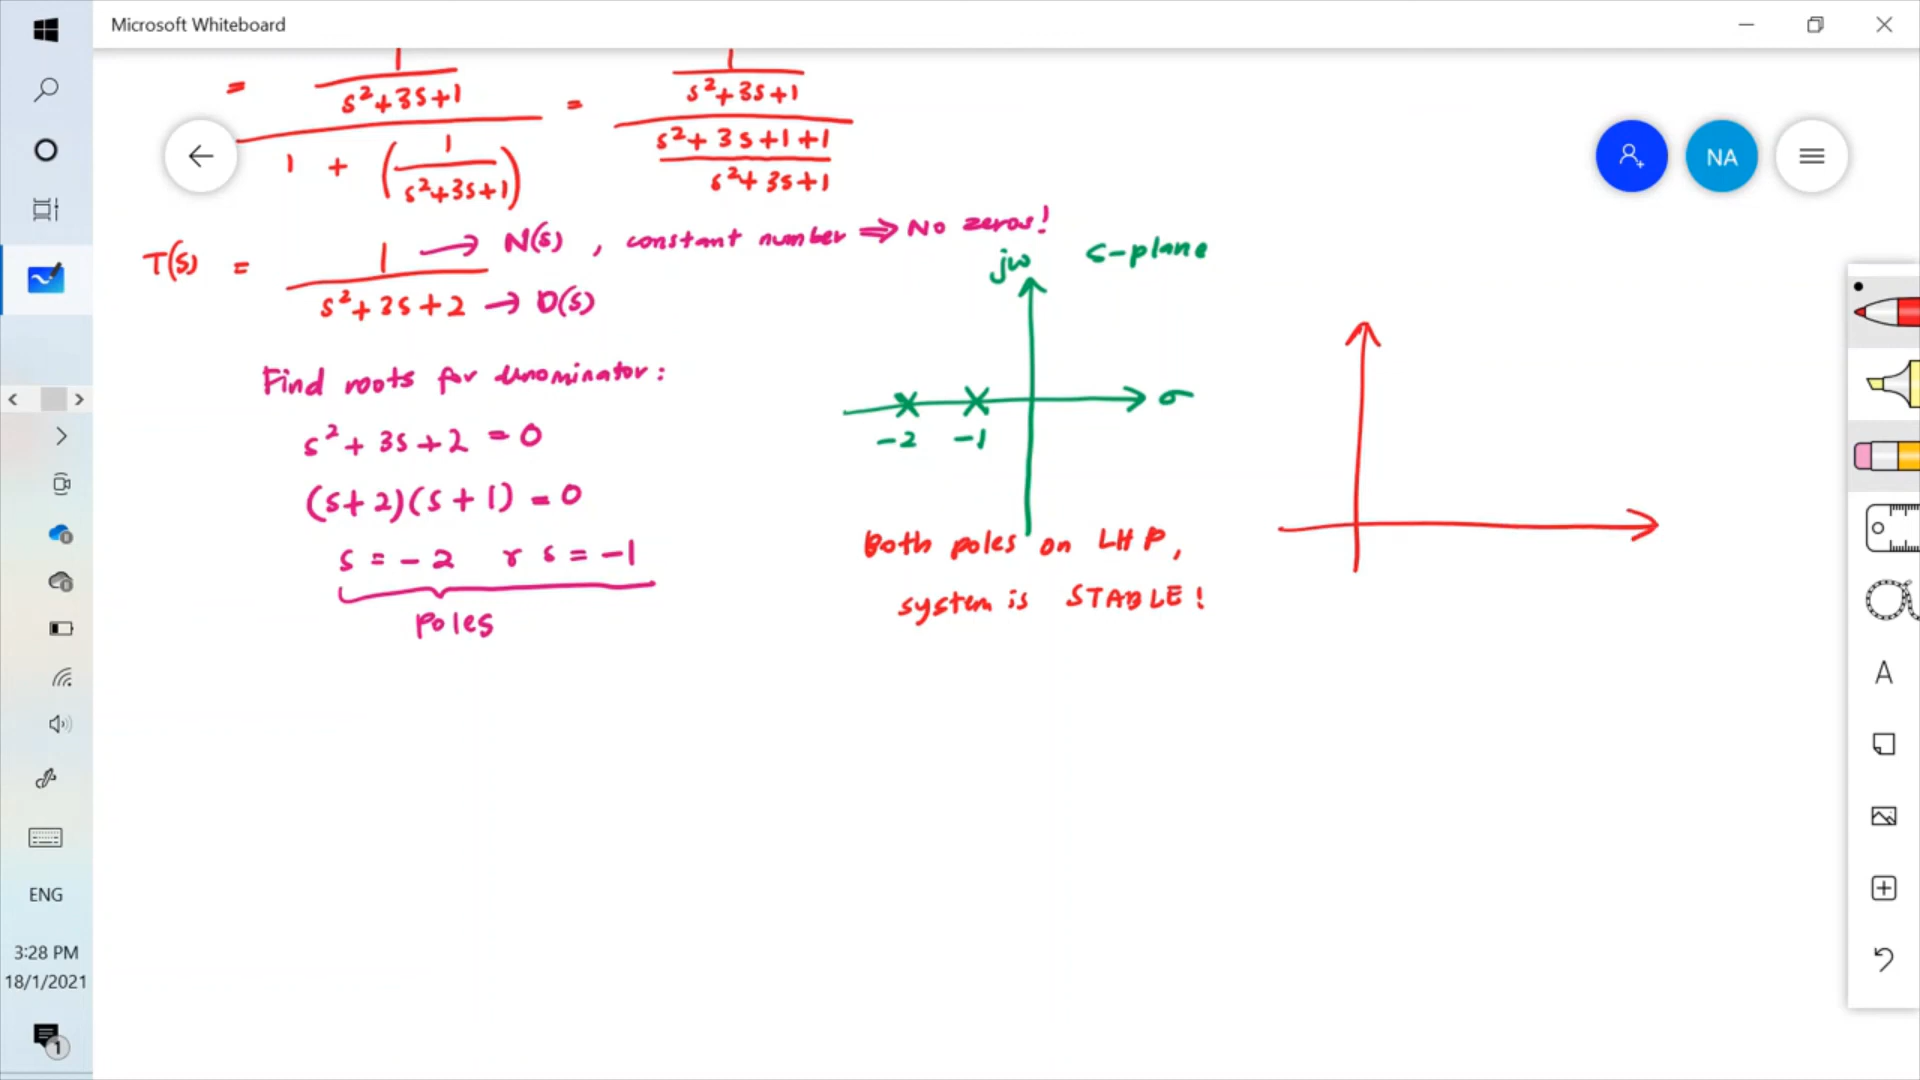 Microsoft Whiteboard
= 1 / (s²+3s+1) / 1 + (1 / (s²+3s+1)) = 1 / (s²+3s+1) / (s²+3s+1+1) / (s²+3s+1)
NA
T(s) = 1 / (s²+3s+2)
→ N(s) , constant number ⇒ No zeros!
→ D(s)
Find roots for denominator:
s²+3s+2 = 0
(s+2)(s+1) = 0
s = -2 r s = -1
poles
jω
s-plane
σ
-2 -1
Both poles on LHP,
system is STABLE!
A
ENG
3:28 PM
18/1/2021
1